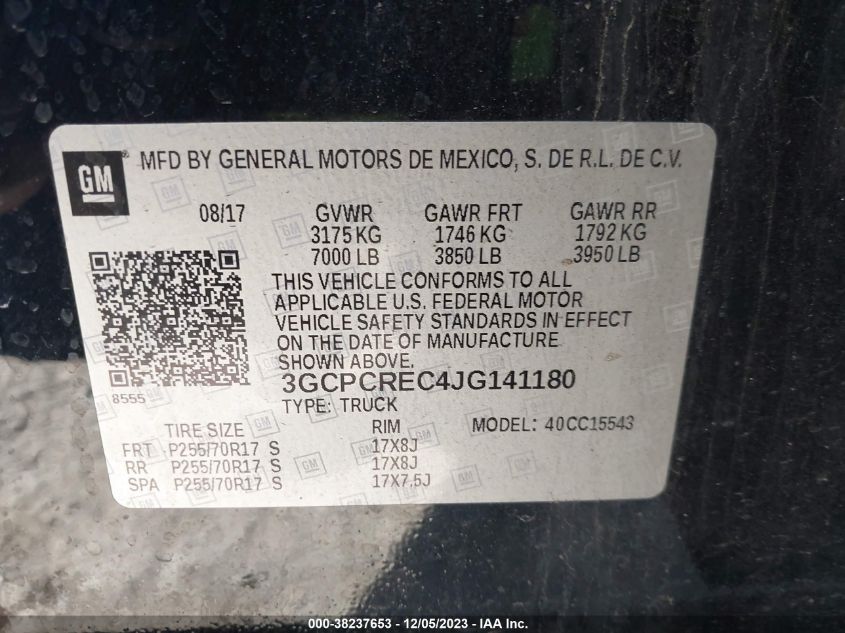 GM MFD BY GENERAL MOTORS DE MEXICO, S. DE R.L. DE C.V.
08/17 GVWR GAWR FRT GAWR RR
3175 KG 1746 KG 1792 KG
7000 LB 3850 LB 3950 LB
THIS VEHICLE CONFORMS TO ALL
APPLICABLE U.S. FEDERAL MOTOR
VEHICLE SAFETY STANDARDS IN EFFECT
ON THE DATE OF MANUFACTURE
SHOWN ABOVE.
8555 3GCPCREC4JG141180
TYPE: TRUCK
TIRE SIZE RIM MODEL: 40CC15543
FRT P255/70R17 S 17X8J
RR P255/70R17 S 17X8J
SPA P255/70R17 S 17X7.5J
000-38237653 - 12/05/2023 - IAA Inc.